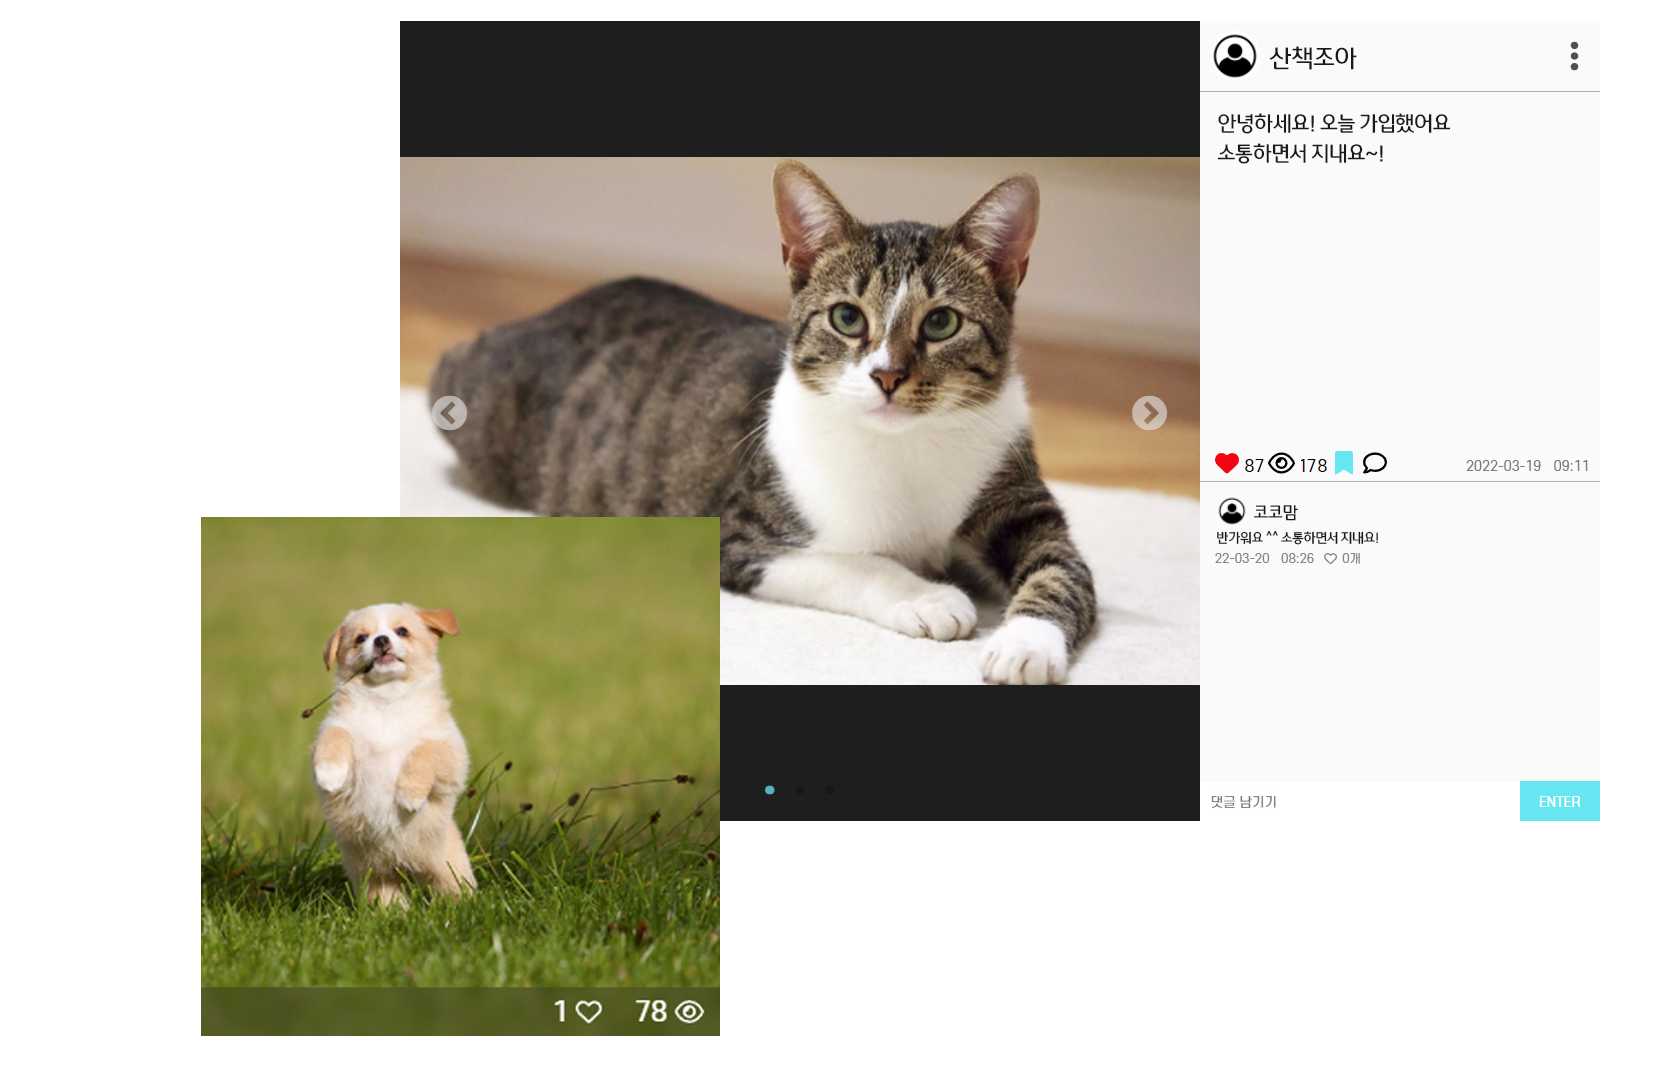 산책조아
안녕하세요! 오늘 가입했어요
소통하면서 지내요~!
87 178 2022-03-19 09:11
코코맘
반가워요 ^^ 소통하면서 지내요!
22-03-20 08:26 0개
댓글 남기기 ENTER
1 78